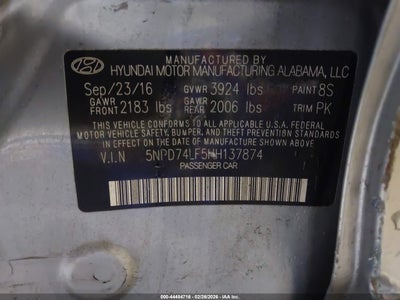 MANUFACTURED BY
HYUNDAI MOTOR MANUFACTURING ALABAMA, LLC
Sep/23/16 GVWR 3924 lbs PAINT 8S
GAWR FRONT 2183 lbs GAWR REAR 2006 lbs TRIM PK
THIS VEHICLE CONFORMS TO ALL APPLICABLE U.S. FEDERAL MOTOR
VEHICLE SAFETY, BUMPER, AND THEFT PREVENTION STANDARDS
IN EFFECT ON THE DATE OF MANUFACTURE SHOWN ABOVE.
V.I.N 5NPD74LF5HH137874
PASSENGER CAR
000-44404716 - 02/26/2026 - IAA, Inc.